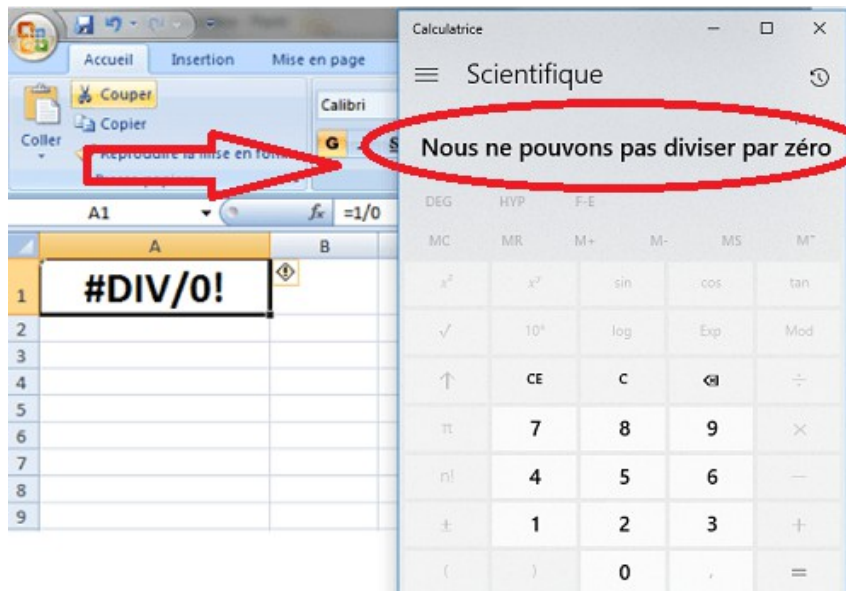 Accueil Insertion Mise en page
Couper
Copier
Coller
Reproduire la mise en
Calibri
G
S
A1
fx =1/0
A B
1 #DIV/0!
2
3
4
5
6
7
8
9
Calculatrice
Scientifique
Nous ne pouvons pas diviser par zéro
DEG HYP F-E
MC MR M+ M- MS M˅
x² xʸ sin cos tan
√ 10ˣ log Exp Mod
↑ CE C ⌫ ÷
π 7 8 9 ×
n! 4 5 6 —
± 1 2 3 +
( ) 0 , =